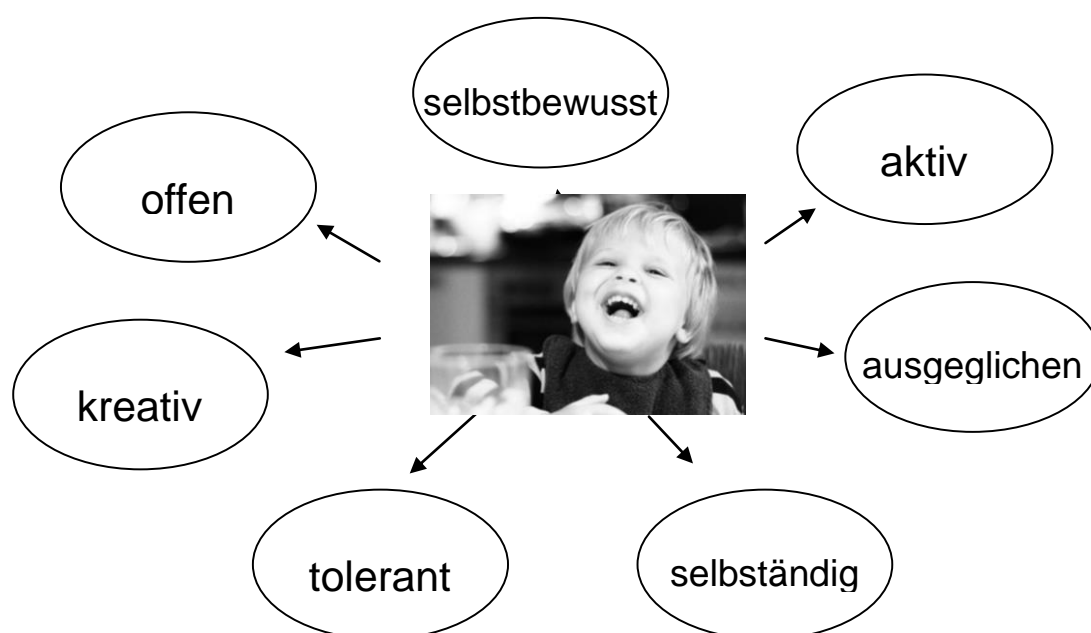 selbstbewusst
aktiv
offen
ausgeglichen
kreativ
tolerant
selbständig